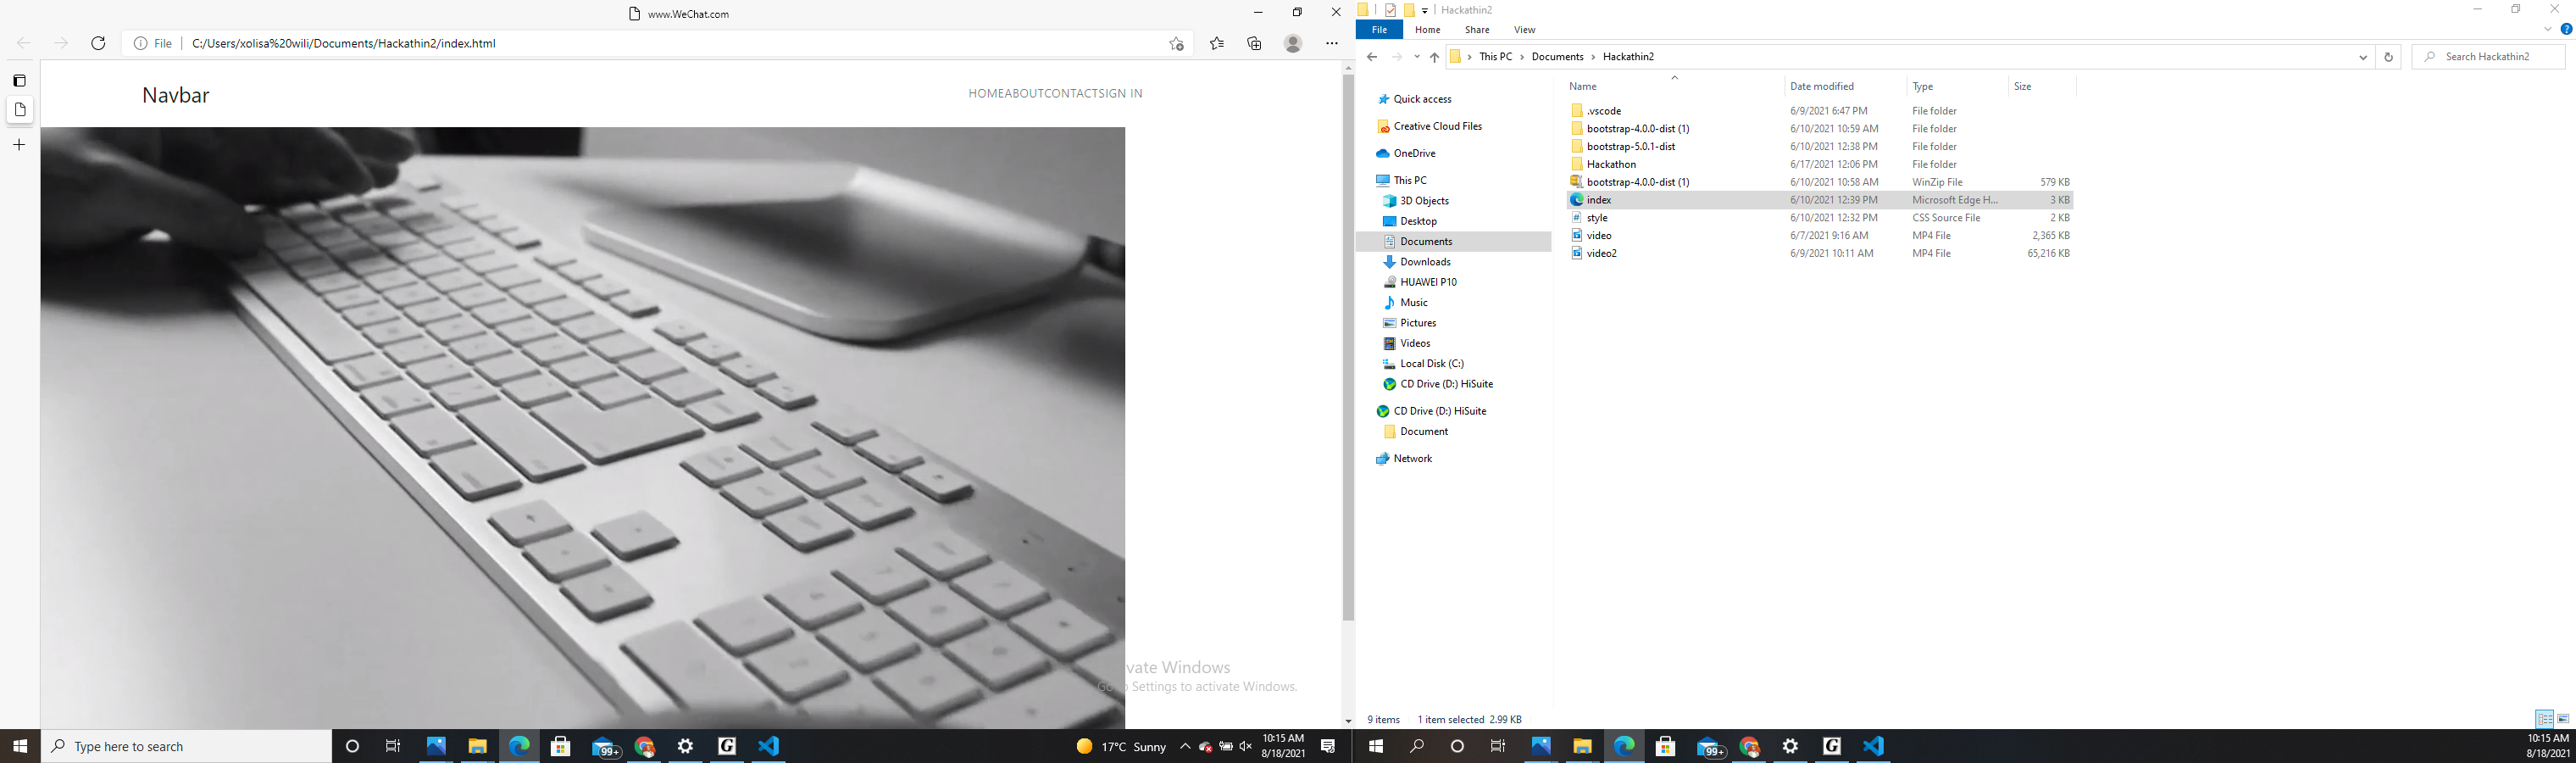 www.WeChat.com
File
C:/Users/xolisa%20wili/Documents/Hackathin2/index.html
Navbar
HOMEABOUTCONTACTSIGN IN
vate Windows
Go to Settings to activate Windows.
Type here to search
99+
17°C Sunny
10:15 AM
8/18/2021
Hackathin2
File Home Share View
This PC
Documents
Hackathin2
Search Hackathin2
Name Date modified Type Size
Quick access
Creative Cloud Files
OneDrive
This PC
3D Objects
Desktop
Documents
Downloads
HUAWEI P10
Music
Pictures
Videos
Local Disk (C:)
CD Drive (D:) HiSuite
CD Drive (D:) HiSuite
Document
Network
.vscode 6/9/2021 6:47 PM File folder
bootstrap-4.0.0-dist (1) 6/10/2021 10:59 AM File folder
bootstrap-5.0.1-dist 6/10/2021 12:38 PM File folder
Hackathon 6/17/2021 12:06 PM File folder
bootstrap-4.0.0-dist (1) 6/10/2021 10:58 AM WinZip File 579 KB
index 6/10/2021 12:39 PM Microsoft Edge H... 3 KB
style 6/10/2021 12:32 PM CSS Source File 2 KB
video 6/7/2021 9:16 AM MP4 File 2,365 KB
video2 6/9/2021 10:11 AM MP4 File 65,216 KB
9 items 1 item selected 2.99 KB
99+
10:15 AM
8/18/2021